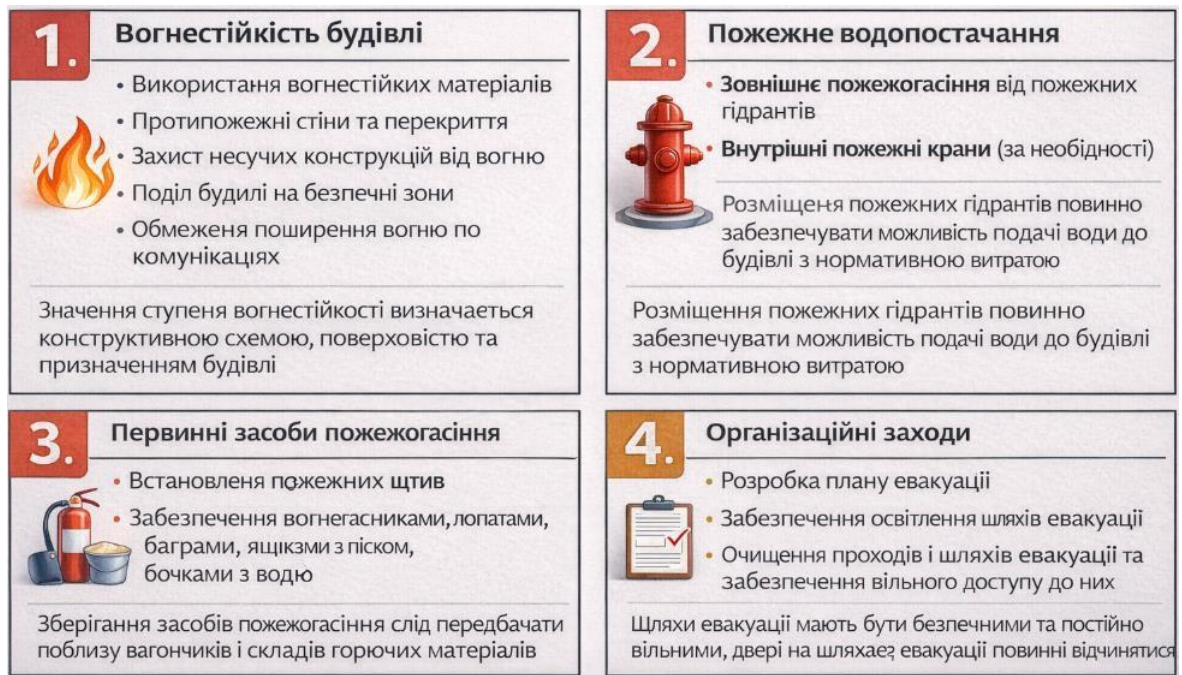 1. Вогнестійкість будівлі
• Використання вогнестійких матеріалів
• Протипожежні стіни та перекриття
• Захист несучих конструкцій від вогню
• Поділ будилі на безпечні зони
• Обмеженя поширення вогню по
комунікаціях
Значення ступеня вогнестійкості визначається
конструктивною схемою, поверховістю та
призначенням будівлі
2. Пожежне водопостачання
• Зовнішнє пожежогасіння від пожежних
гідрантів
• Внутрішні пожежні крани (за необідності)
Розміщеня пожежних гідрантів повинно
забезпечувати можливість подачі води до
будівлі з нормативною витратою
Розміщення пожежних гідрантів повинно
забезпечувати можливість подачі води до будівлі
з нормативною витратою
3. Первинні засоби пожежогасіння
• Встановленя пожежних щтив
• Забезпечення вогнегасниками, лопатами,
баграми, ящікзми з піском,
бочками з водю
Зберігання засобів пожежогасіння слід передбачати
поблизу вагончиків і складів горючих матеріалів
4. Організаційні заходи
• Розробка плану евакуації
• Забезпечення освітлення шляхів евакуації
• Очищення проходів і шляхів евакуації та
забезпечення вільного доступу до них
Щляхи евакуації мають бути безпечними та постійно
вільними, двері на евакуації повинні відчинятися